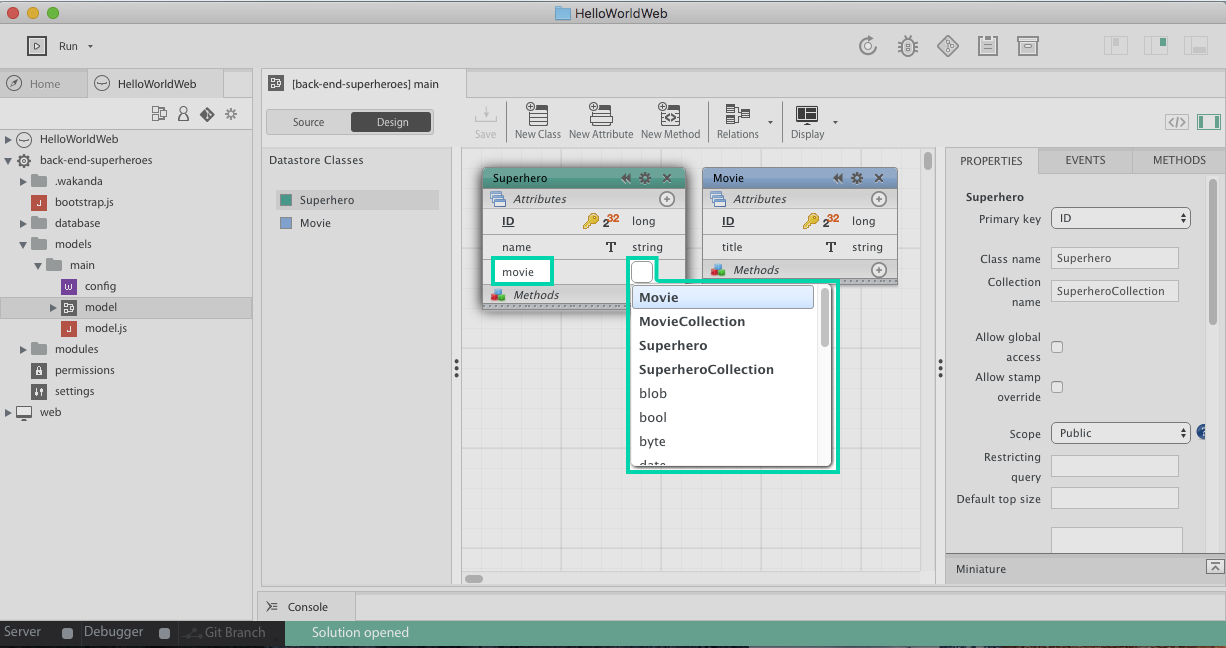 HelloWorldWeb
Run
Home
HelloWorldWeb
HelloWorldWeb
back-end-superheroes
.wakanda
bootstrap.js
database
models
main
config
model
model.js
modules
permissions
settings
web
[back-end-superheroes] main
Source
Design
Save
New Class
New Attribute
New Method
Relations
Display
Datastore Classes
Superhero
Movie
Superhero
Attributes
ID 2³² long
name T string
movie
Methods
Movie
Attributes
ID 2³² long
title T string
Methods
Movie
MovieCollection
Superhero
SuperheroCollection
blob
bool
byte
date
PROPERTIES
EVENTS
METHODS
Superhero
Primary key ID
Class name Superhero
Collection
name
SuperheroCollection
Allow global
access
Allow stamp
override
Scope Public
Restricting
query
Default top size
Miniature
Console
Server
Debugger
Git Branch
Solution opened